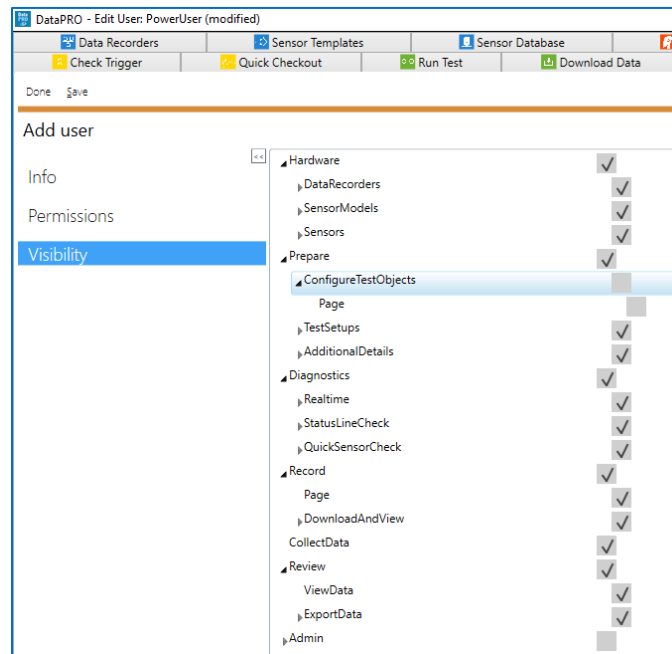 DataPRO - Edit User: PowerUser (modified)
Data Recorders Sensor Templates Sensor Database
Check Trigger Quick Checkout Run Test Download Data
Done Save
Add user
<<
Info
Permissions
Visibility
Hardware
DataRecorders
SensorModels
Sensors
Prepare
ConfigureTestObjects
Page
TestSetups
AdditionalDetails
Diagnostics
Realtime
StatusLineCheck
QuickSensorCheck
Record
Page
DownloadAndView
CollectData
Review
ViewData
ExportData
Admin